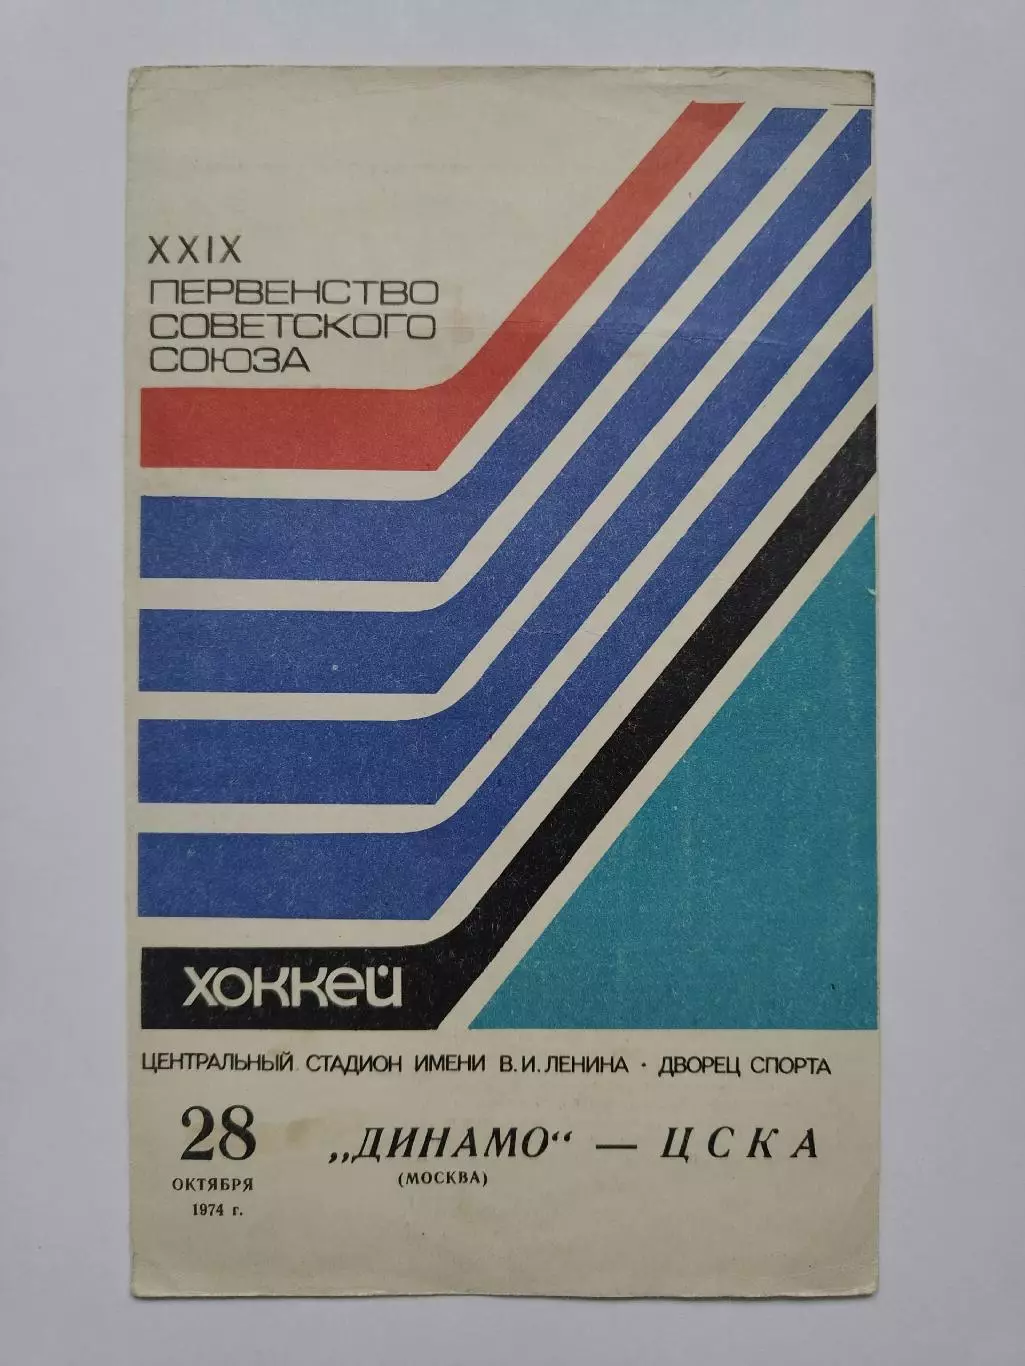 XXIX
ПЕРВЕНСТВО
СОВЕТСКОГО
СОЮЗА
ХОККЕЙ
ЦЕНТРАЛЬНЫЙ СТАДИОН ИМЕНИ В.И.ЛЕНИНА · ДВОРЕЦ СПОРТА
28 „ДИНАМО“ — ЦСКА
(МОСКВА)
ОКТЯБРЯ
1974 г.